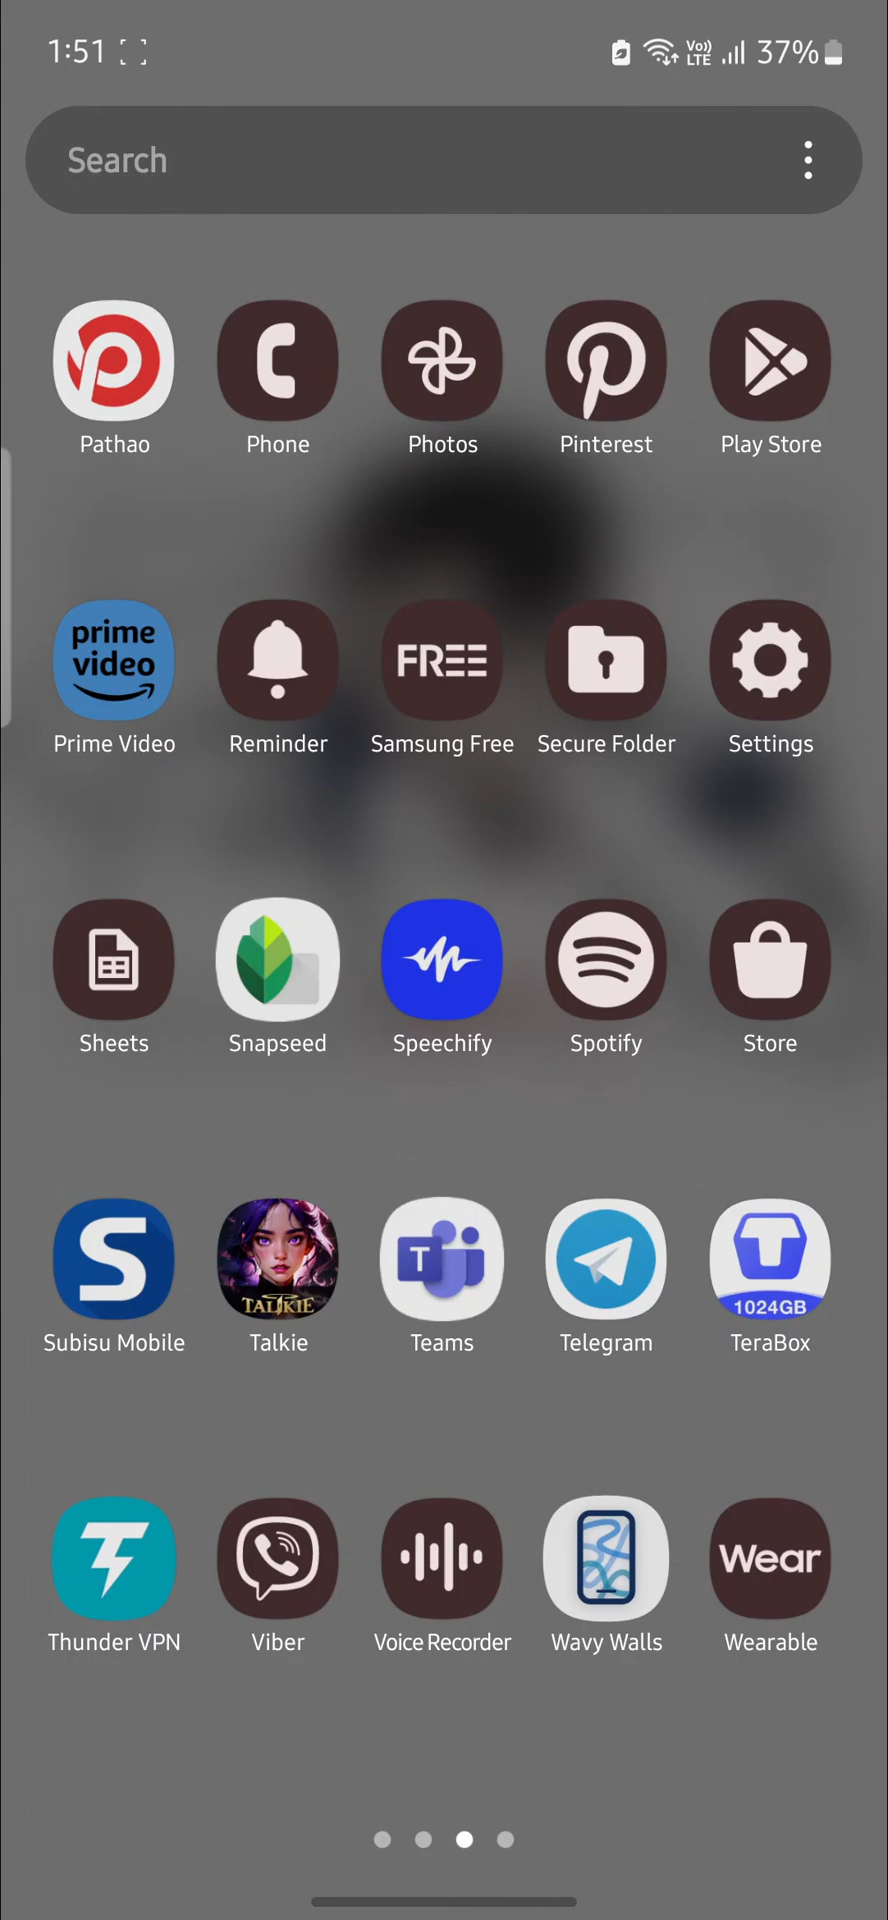 1:51 Vo)) LTE 37%
Search
Pathao Phone Photos Pinterest Play Store
prime
video
FREE
Prime Video Reminder Samsung Free Secure Folder Settings
Sheets Snapseed Speechify Spotify Store
S
TALKIE
T
1024GB
Subisu Mobile Talkie Teams Telegram TeraBox
Wear
Thunder VPN Viber Voice Recorder Wavy Walls Wearable